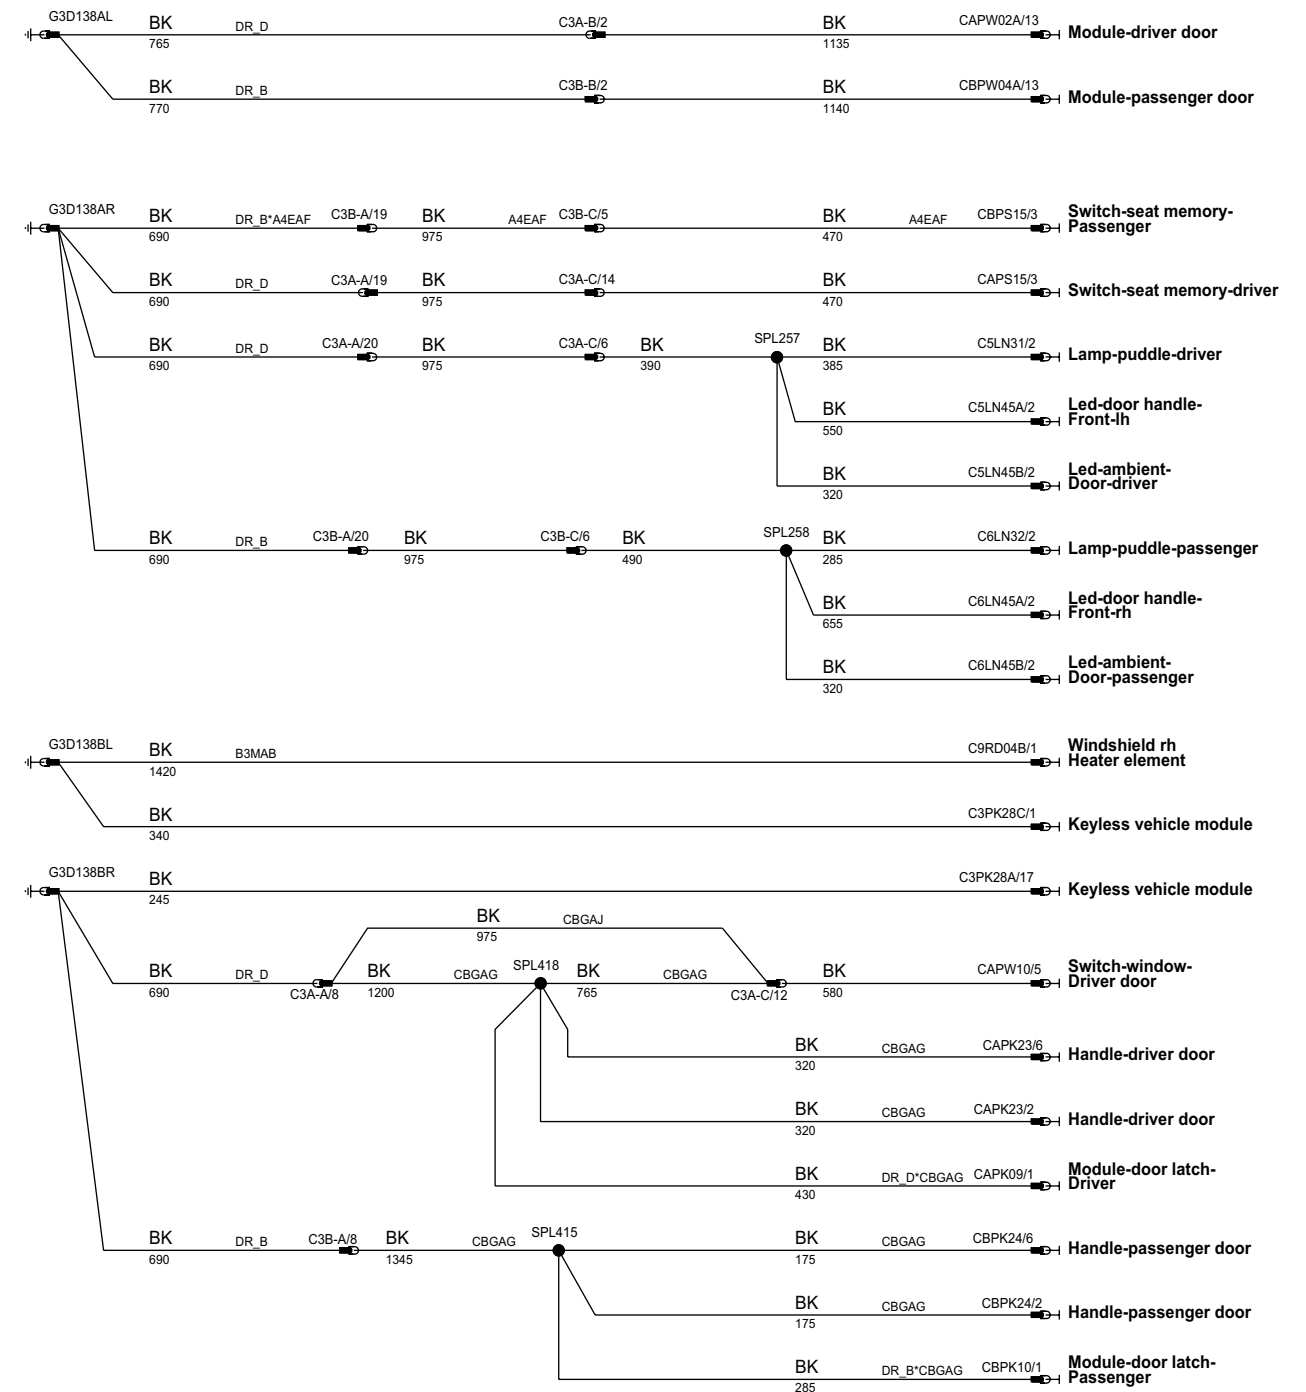 G3D138AL BK DR_D C3A-B/2 BK CAPW02A/13 Module-driver door
765 1135
BK DR_B C3B-B/2 BK CBPW04A/13 Module-passenger door
770 1140
G3D138AR BK DR_B*A4EAF C3B-A/19 BK A4EAF C3B-C/5 BK A4EAF CBPS15/3 Switch-seat memory-
Passenger
690 975 470
BK DR_D C3A-A/19 BK C3A-C/14 BK CAPS15/3 Switch-seat memory-driver
690 975 470
BK DR_D C3A-A/20 BK C3A-C/6 BK SPL257 BK C5LN31/2 Lamp-puddle-driver
690 975 390 385
BK C5LN45A/2 Led-door handle-
Front-lh
550
BK C5LN45B/2 Led-ambient-
Door-driver
320
BK DR_B C3B-A/20 BK C3B-C/6 BK SPL258 BK C6LN32/2 Lamp-puddle-passenger
690 975 490 285
BK C6LN45A/2 Led-door handle-
Front-rh
655
BK C6LN45B/2 Led-ambient-
Door-passenger
320
G3D138BL BK B3MAB C9RD04B/1 Windshield rh
Heater element
1420
BK C3PK28C/1 Keyless vehicle module
340
G3D138BR BK C3PK28A/17 Keyless vehicle module
245
BK CBGAJ
975
BK DR_D C3A-A/8 BK CBGAG SPL418 BK CBGAG C3A-C/12 BK CAPW10/5 Switch-window-
Driver door
690 1200 765 580
BK CBGAG CAPK23/6 Handle-driver door
320
BK CBGAG CAPK23/2 Handle-driver door
320
BK DR_D*CBGAG CAPK09/1 Module-door latch-
Driver
430
BK DR_B C3B-A/8 BK CBGAG SPL415 BK CBGAG CBPK24/6 Handle-passenger door
690 1345 175
BK CBGAG CBPK24/2 Handle-passenger door
175
BK DR_B*CBGAG CBPK10/1 Module-door latch-
Passenger
285